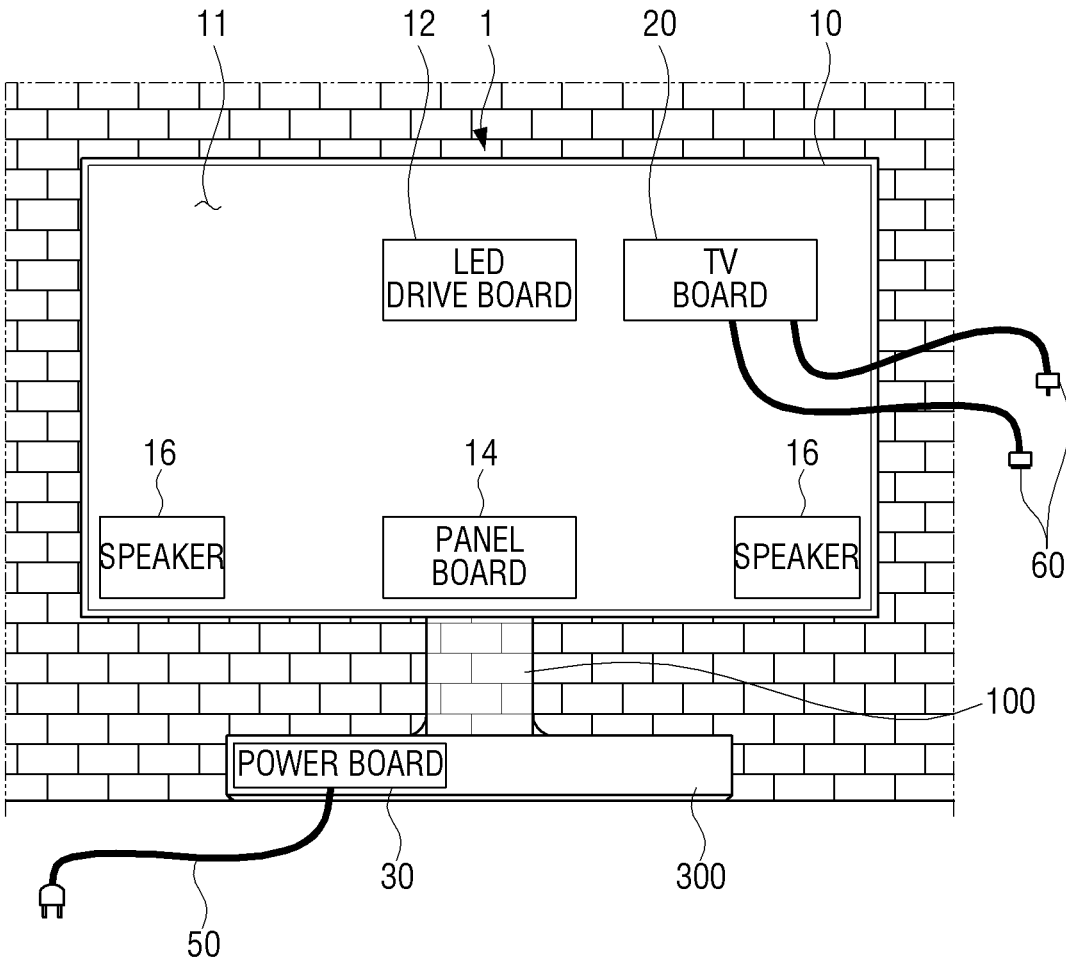 11
12
1
20
10
LED
DRIVE BOARD
TV
BOARD
16
14
16
SPEAKER
PANEL
BOARD
SPEAKER
60
100
POWER BOARD
30
300
50